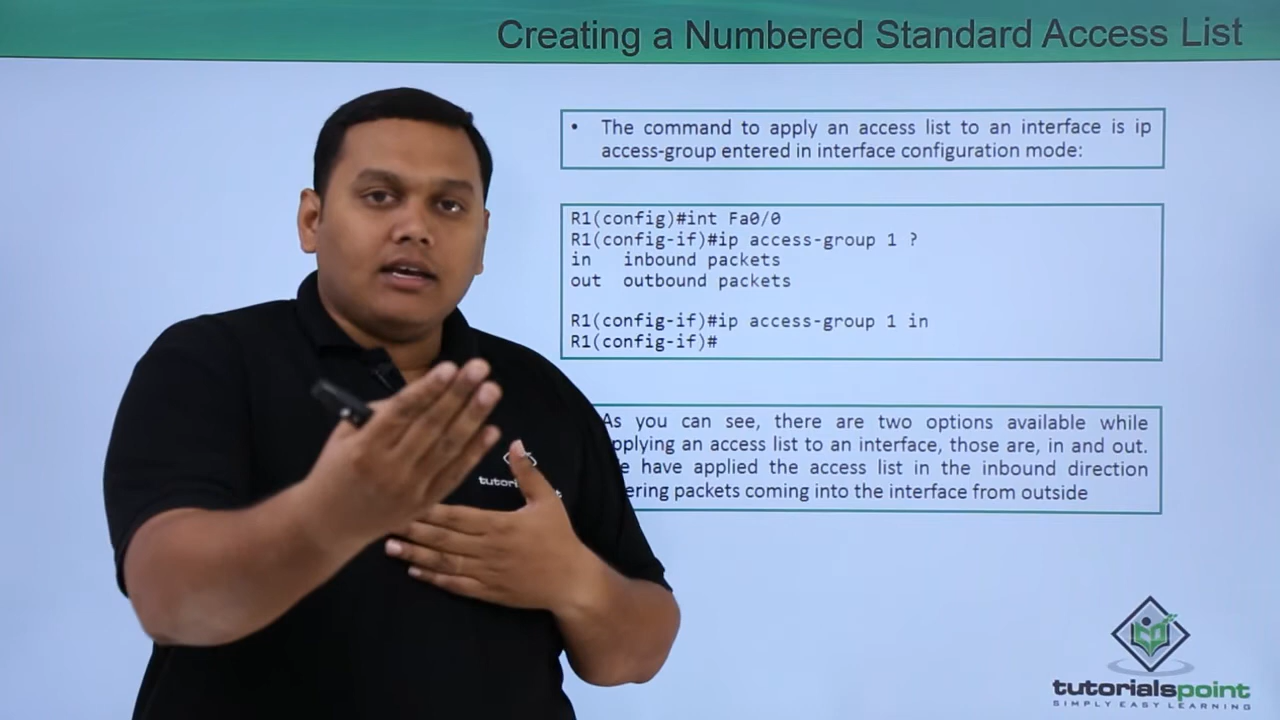 Creating a Numbered Standard Access List
• The command to apply an access list to an interface is ip
access-group entered in interface configuration mode:
R1(config)#int Fa0/0
R1(config-if)#ip access-group 1 ?
in inbound packets
out outbound packets
R1(config-if)#ip access-group 1 in
R1(config-if)#
As you can see, there are two options available while
pplying an access list to an interface, those are, in and out.
e have applied the access list in the inbound direction
ering packets coming into the interface from outside
tutori
tutorialspoint
SIMPLY EASY LEARNING